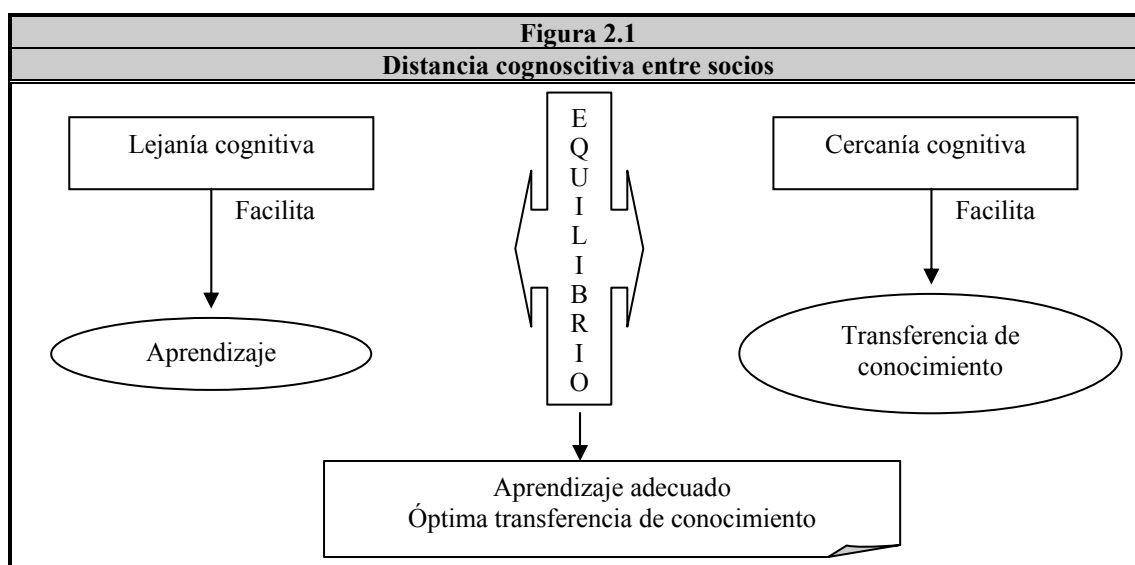 Figura 2.1
Distancia cognoscitiva entre socios
Lejanía cognitiva
Facilita
Aprendizaje
E
Q
U
I
L
I
B
R
I
O
Cercanía cognitiva
Facilita
Transferencia de
conocimiento
Aprendizaje adecuado
Óptima transferencia de conocimiento